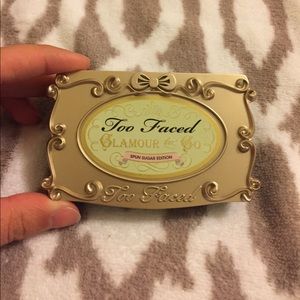 Too Faced
GLAMOUR to Go
SPUN SUGAR EDITION
Too Faced